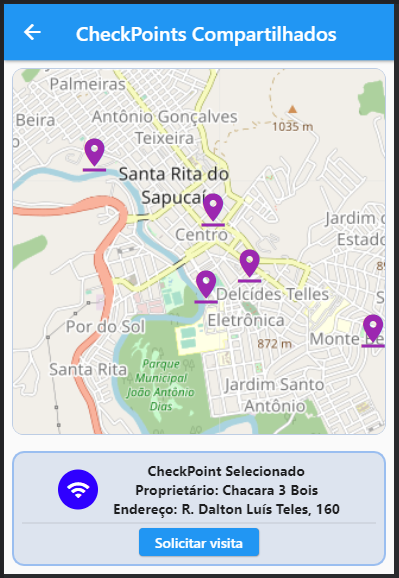 CheckPoints Compartilhados
Palmeiras
Beira
Antônio Gonçalves
Teixeira
1035 m
Santa Rita do
Sapucaí
Jardim d
Estado
Centro
89
Delcides Telles
Por do Sol
Eletrônica
872 m
Monte Be
Santa Rita
Parque
Municipal
João Antônio
Dias
Jardim Santo
Antônio
CheckPoint Selecionado
Proprietário: Chacara 3 Bois
Endereço: R. Dalton Luís Teles, 160
Solicitar visita